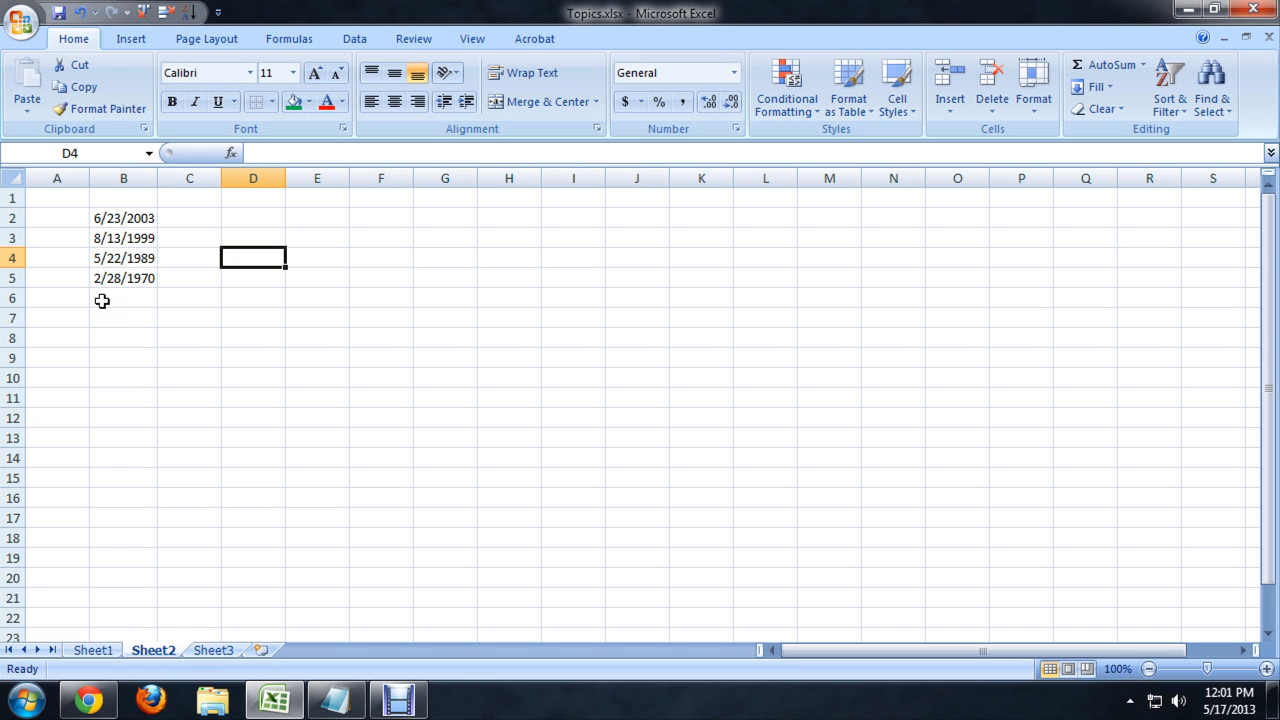 Topics.xlsx - Microsoft Excel
Home Insert Page Layout Formulas Data Review View Acrobat
Paste
Cut
Copy
Format Painter
Clipboard
Calibri 11
B I U
Font
Wrap Text
Merge & Center
Alignment
General
$ % ,
Number
Conditional Formatting
Format as Table
Cell Styles
Styles
Insert Delete Format
Cells
AutoSum
Fill
Clear
Sort & Filter
Find & Select
Editing
D4 fx
A B C D E F G H I J K L M N O P Q R S
1
2 6/23/2003
3 8/13/1999
4 5/22/1989
5 2/28/1970
6
7
8
9
10
11
12
13
14
15
16
17
18
19
20
21
22
23
Sheet1 Sheet2 Sheet3
Ready 100%
12:01 PM
5/17/2013